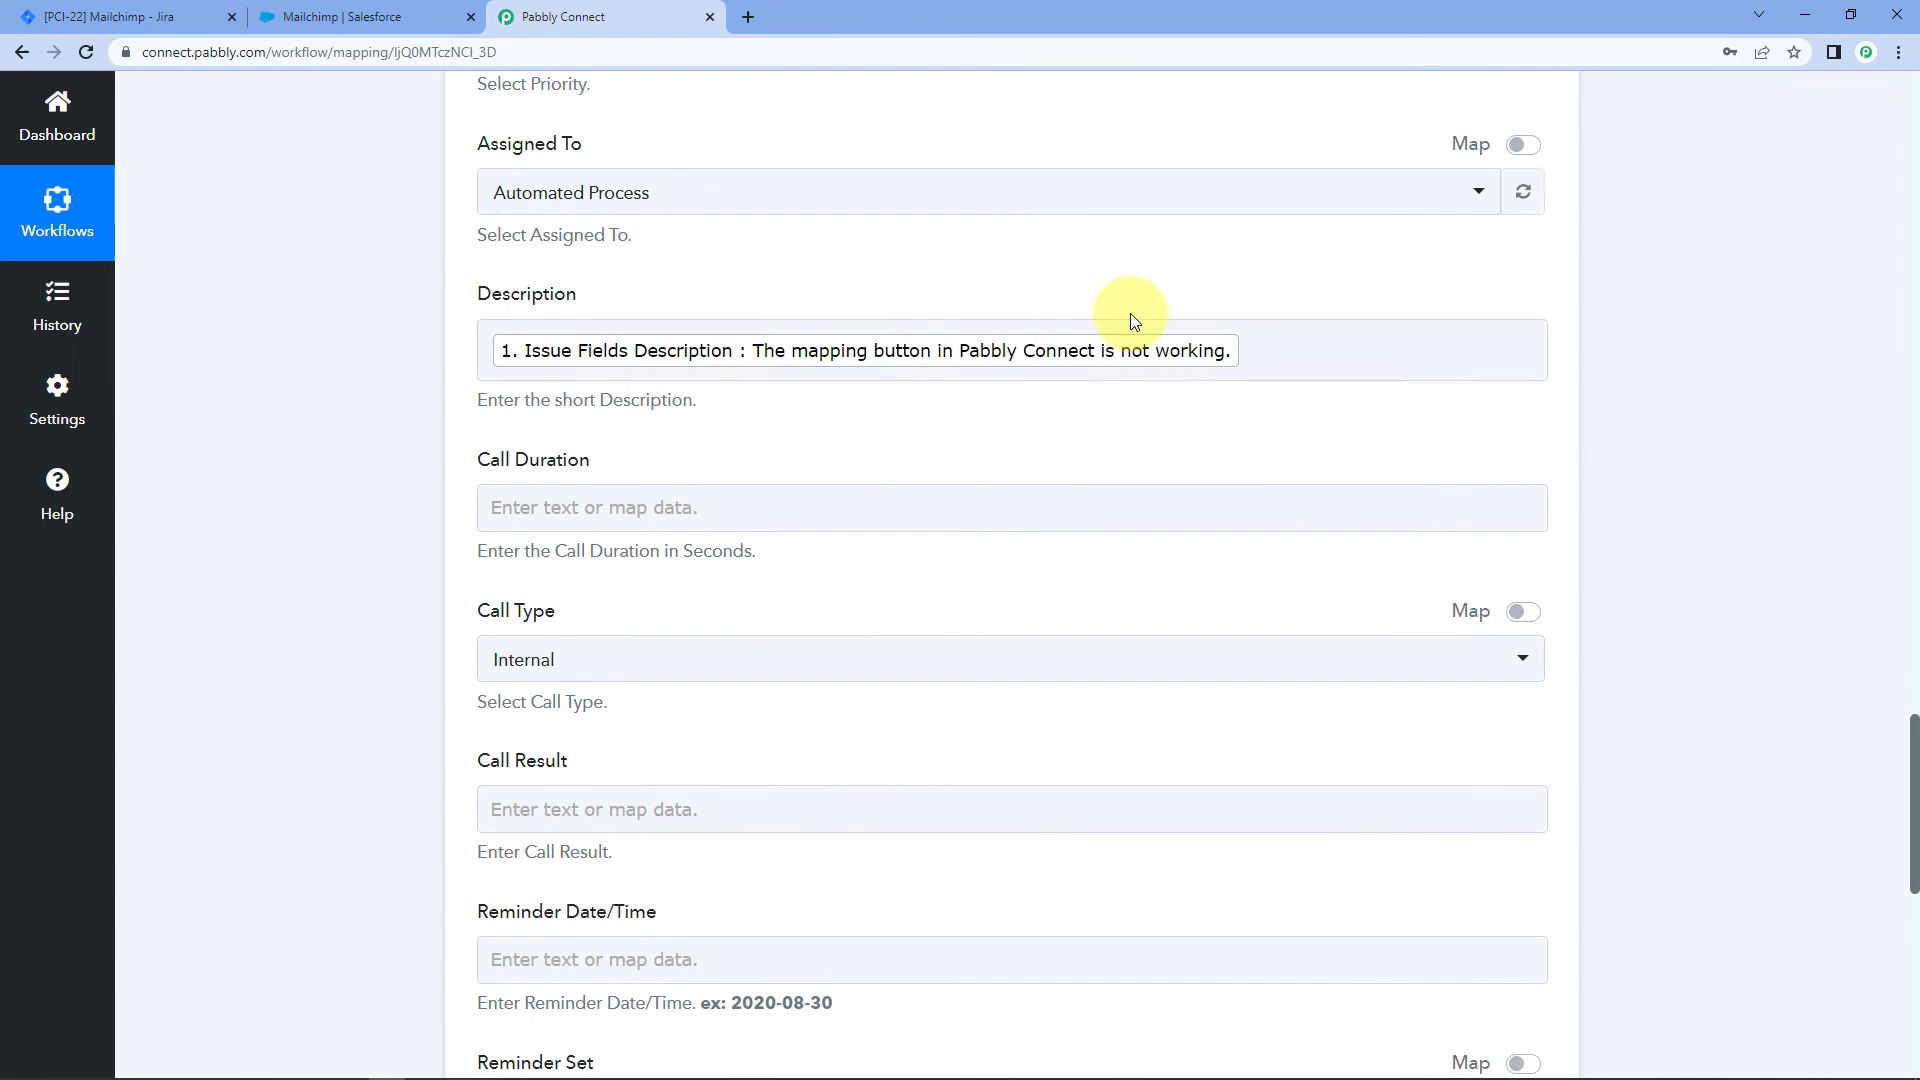 [PCI-22] Mailchimp - Jira
Mailchimp | Salesforce
Pabbly Connect
connect.pabbly.com/workflow/mapping/IjQ0MTczNCI_3D
Dashboard
Workflows
History
Settings
Help
Select Priority.
Assigned To
Map
Automated Process
Select Assigned To.
Description
1. Issue Fields Description : The mapping button in Pabbly Connect is not working.
Enter the short Description.
Call Duration
Enter text or map data.
Enter the Call Duration in Seconds.
Call Type
Map
Internal
Select Call Type.
Call Result
Enter text or map data.
Enter Call Result.
Reminder Date/Time
Enter text or map data.
Enter Reminder Date/Time. ex: 2020-08-30
Reminder Set
Map